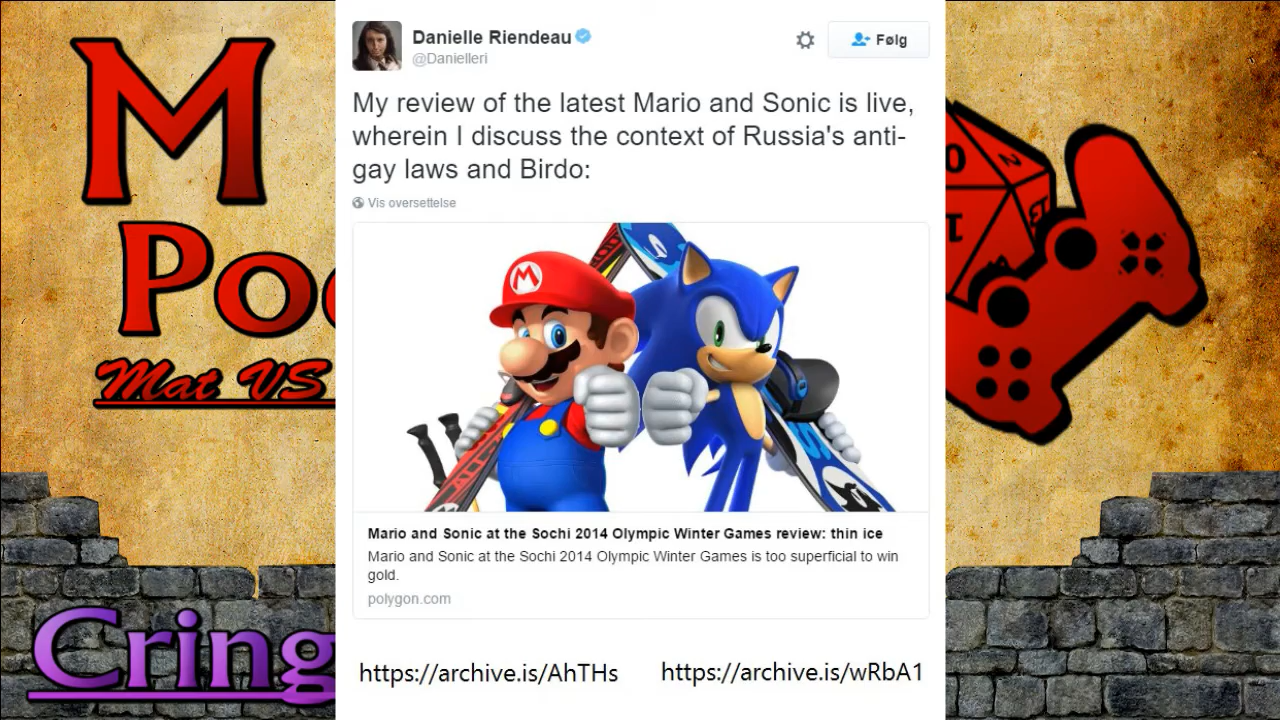 M
Danielle Riendeau
@Danielleri
Følg
My review of the latest Mario and Sonic is live,
wherein I discuss the context of Russia's anti-
gay laws and Birdo:
Vis oversettelse
Mario and Sonic at the Sochi 2014 Olympic Winter Games review: thin ice
Mario and Sonic at the Sochi 2014 Olympic Winter Games is too superficial to win
gold.
polygon.com
https://archive.is/AhTHs
https://archive.is/wRbA1
Mat VS